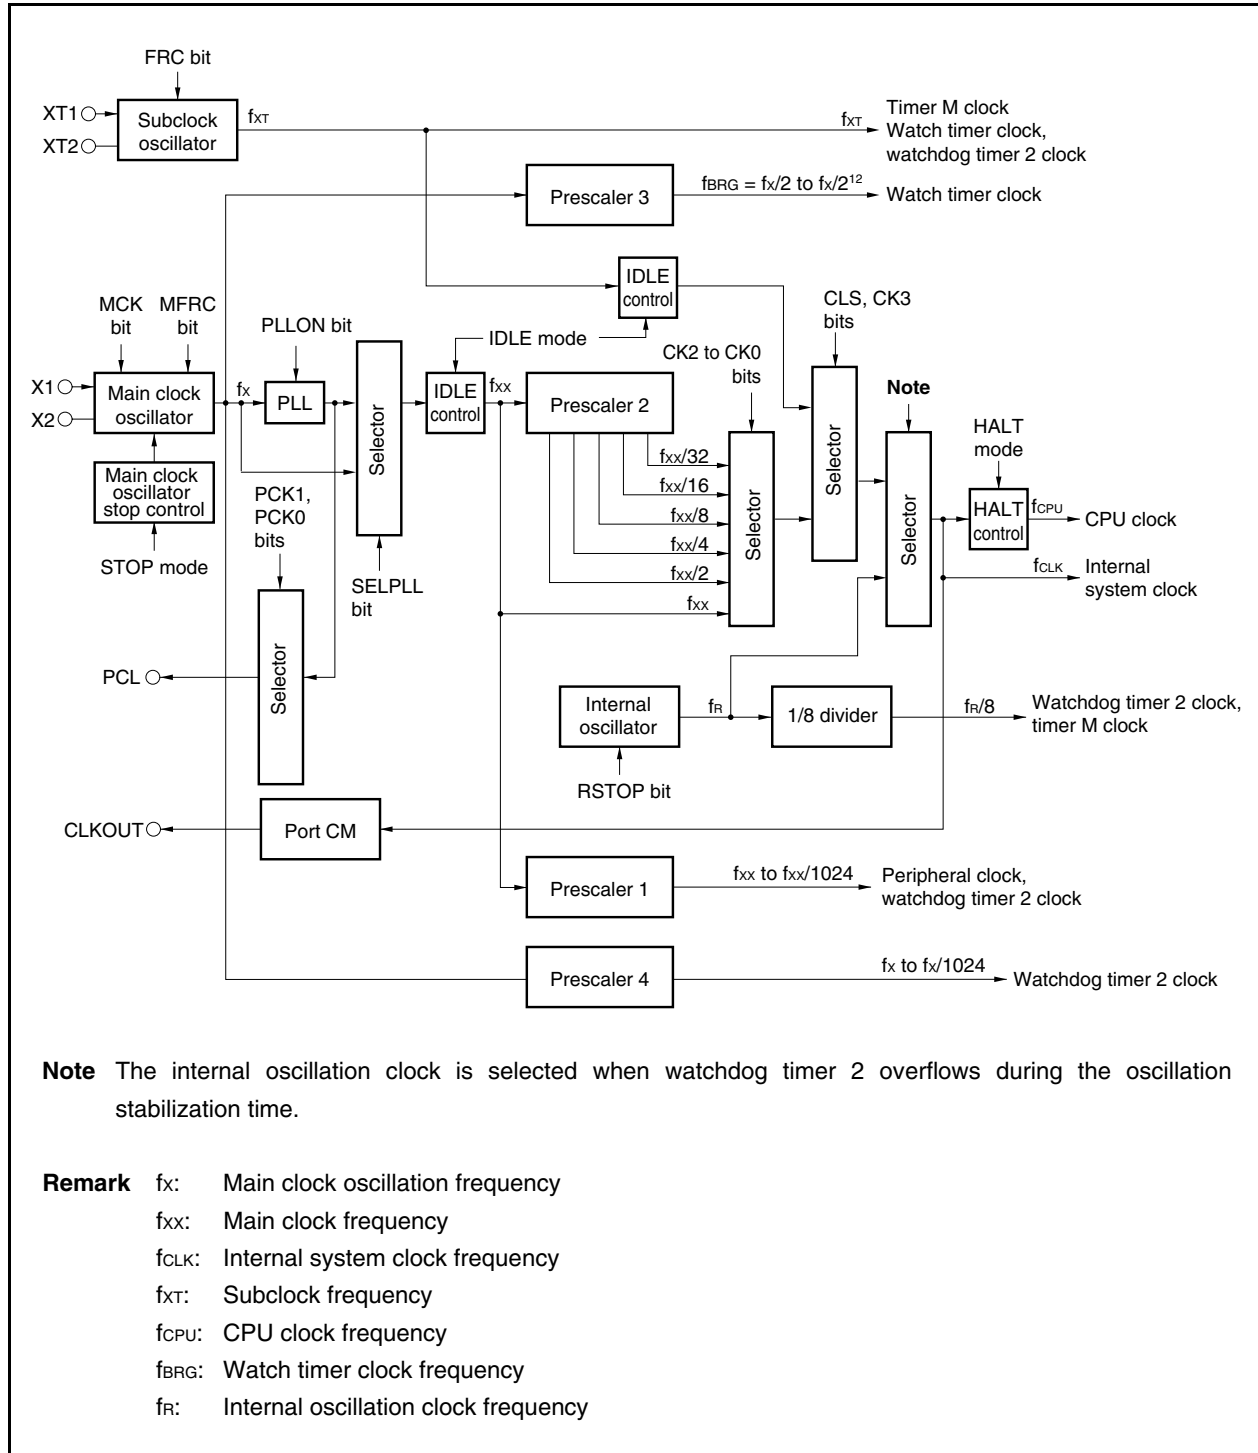 FRC bit
XT1
XT2
Subclock
oscillator
fXT
fXT
Timer M clock
Watch timer clock,
watchdog timer 2 clock
Prescaler 3
fBRG = fX/2 to fX/2¹²
Watch timer clock
IDLE
control
MCK
bit
MFRC
bit
PLLON bit
IDLE mode
CLS, CK3
bits
CK2 to CK0
bits
X1
X2
Main clock
oscillator
fX
PLL
Selector
IDLE
control
fXX
Prescaler 2
Note
HALT
mode
Main clock
oscillator
stop control
STOP mode
PCK1,
PCK0
bits
SELPLL
bit
fXX/32
fXX/16
fXX/8
fXX/4
fXX/2
fXX
Selector
Selector
Selector
HALT
control
fCPU
CPU clock
fCLK
Internal
system clock
PCL
Selector
Internal
oscillator
fR
1/8 divider
fR/8
Watchdog timer 2 clock,
timer M clock
RSTOP bit
CLKOUT
Port CM
Prescaler 1
fXX to fXX/1024
Peripheral clock,
watchdog timer 2 clock
Prescaler 4
fX to fX/1024
Watchdog timer 2 clock
Note The internal oscillation clock is selected when watchdog timer 2 overflows during the oscillation
stabilization time.
Remark fX: Main clock oscillation frequency
fXX: Main clock frequency
fCLK: Internal system clock frequency
fXT: Subclock frequency
fCPU: CPU clock frequency
fBRG: Watch timer clock frequency
fR: Internal oscillation clock frequency